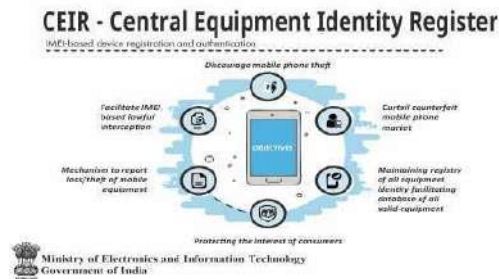 CEIR - Central Equipment Identity Register
IMEI-based device registration and authentication
Discourage mobile phone theft
Facilitate IMEI
based lawful
interception
Curtail counterfeit
mobile phone
market
OBJECTIVES
Mechanism to report
loss/theft of mobile
equipment
Maintaining registry
of all equipment
identity facilitating
database of all
valid equipment
Protecting the interest of consumers
Ministry of Electronics and Information Technology
Government of India